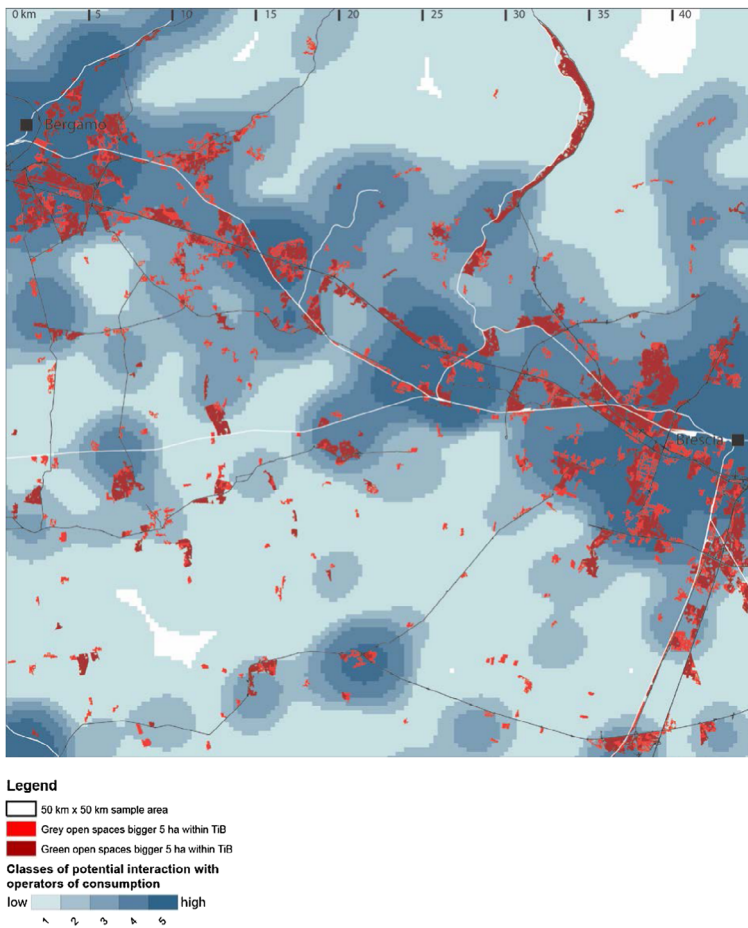 0 km 5 10 15 20 25 30 35 40
Bergamo
Brescia
Legend
50 km x 50 km sample area
Grey open spaces bigger 5 ha within TiB
Green open spaces bigger 5 ha within TiB
Classes of potential interaction with
operators of consumption
low high
1 2 3 4 5